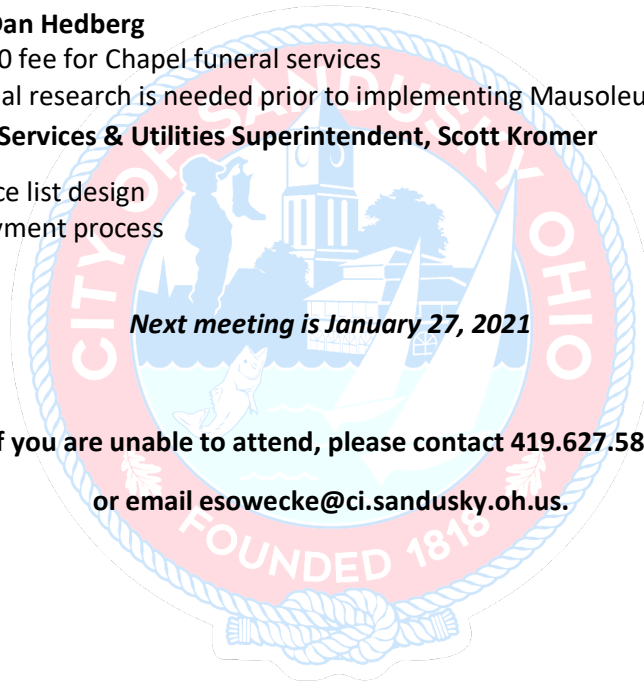 Dan Hedberg
0 fee for Chapel funeral services
al research is needed prior to implementing Mausoleu
Services & Utilities Superintendent, Scott Kromer
ce list design
yment process
Next meeting is January 27, 2021
f you are unable to attend, please contact 419.627.58
or email esowecke@ci.sandusky.oh.us.
CITY OF SANDUSKY OHIO
FOUNDED 1818